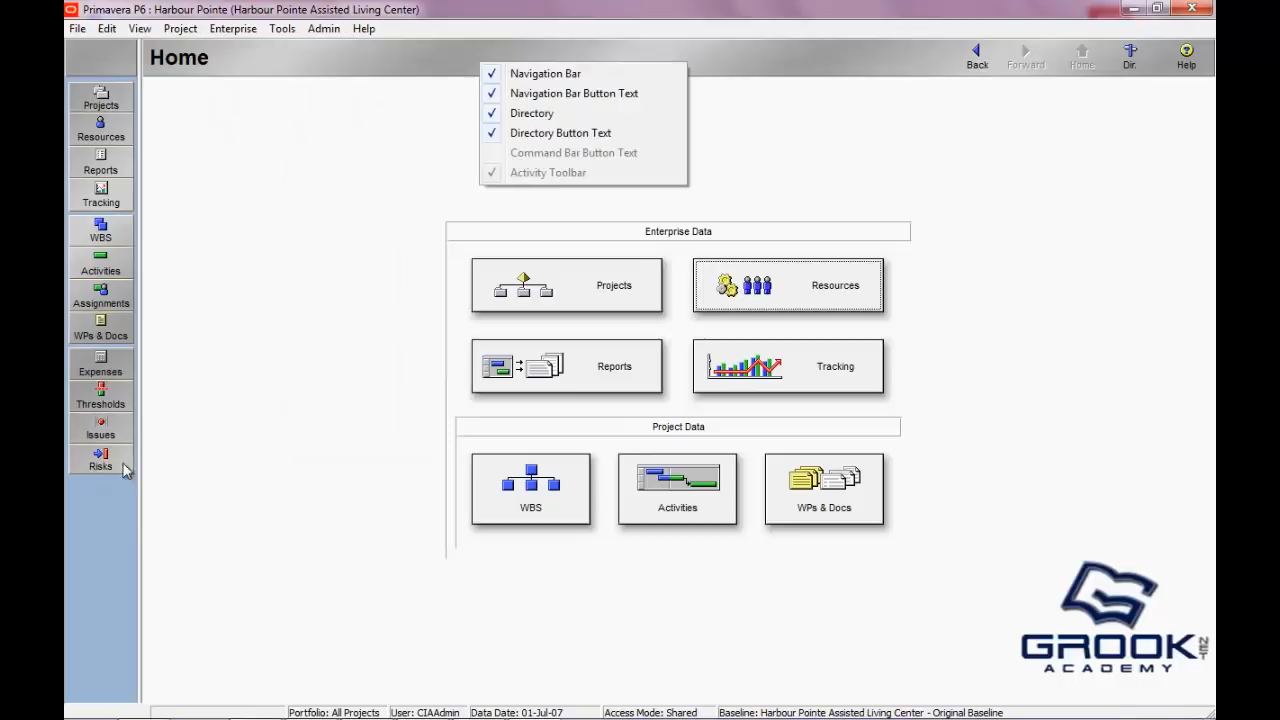 Primavera P6 : Harbour Pointe (Harbour Pointe Assisted Living Center)
File Edit View Project Enterprise Tools Admin Help
Home
Back Forward Home Dir. Help
Navigation Bar
Navigation Bar Button Text
Directory
Directory Button Text
Command Bar Button Text
Activity Toolbar
Projects
Resources
Reports
Tracking
WBS
Activities
Assignments
WPs & Docs
Expenses
Thresholds
Issues
Risks
Enterprise Data
Projects Resources
Reports Tracking
Project Data
WBS Activities WPs & Docs
GROOK .NET
ACADEMY
Portfolio: All Projects User: CIAAdmin Data Date: 01-Jul-07 Access Mode: Shared Baseline: Harbour Pointe Assisted Living Center - Original Baseline